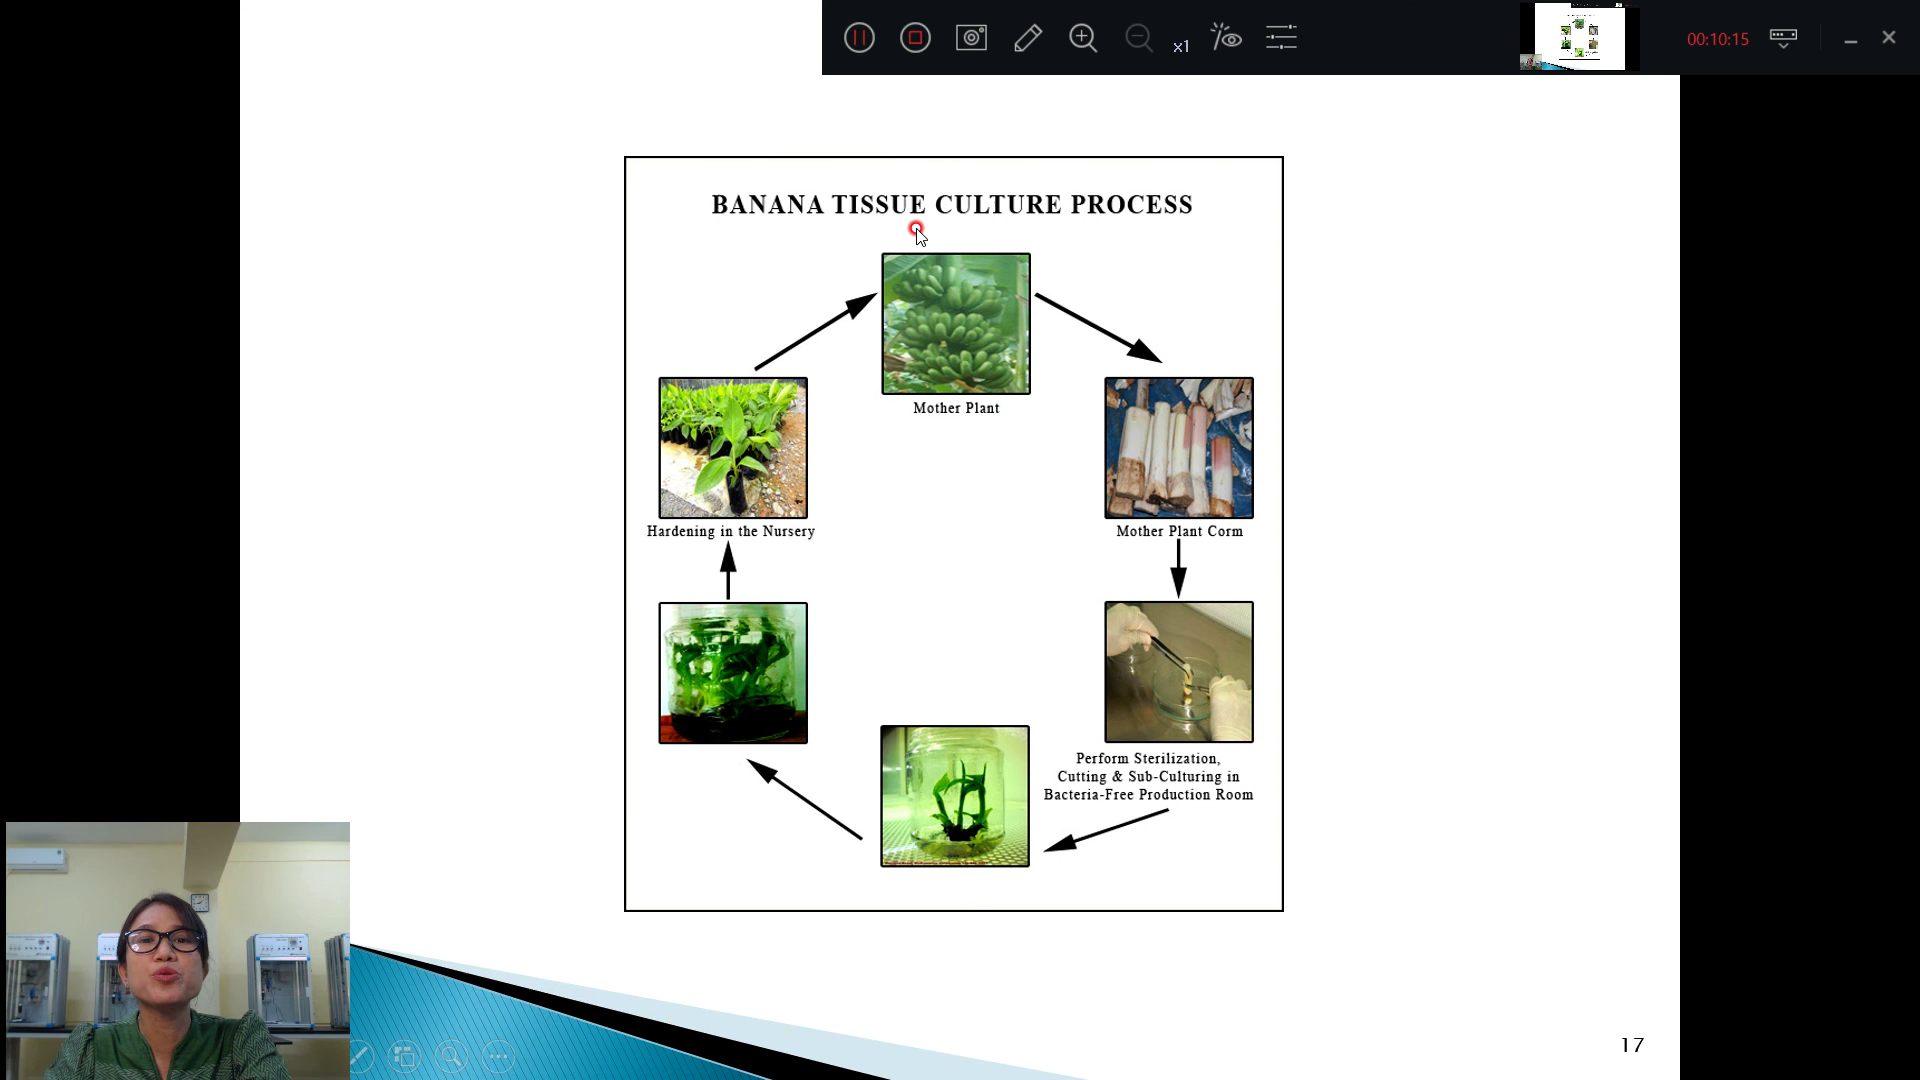 x1
00:10:15
BANANA TISSUE CULTURE PROCESS
Mother Plant
Hardening in the Nursery
Mother Plant Corm
Perform Sterilization,
Cutting & Sub-Culturing in
Bacteria-Free Production Room
17